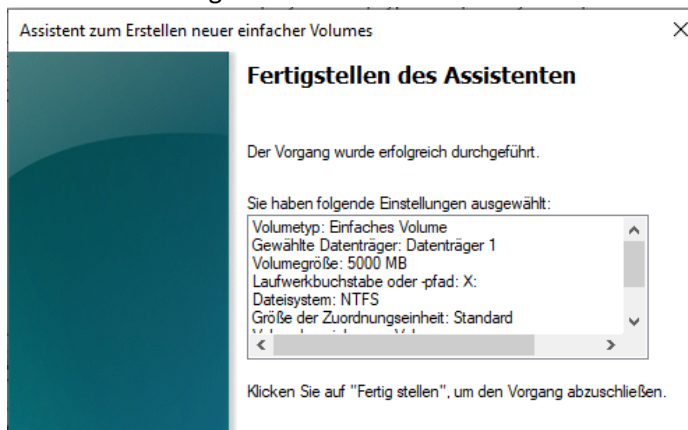 Assistent zum Erstellen neuer einfacher Volumes
Fertigstellen des Assistenten
Der Vorgang wurde erfolgreich durchgeführt.
Sie haben folgende Einstellungen ausgewählt:
Volumetyp: Einfaches Volume
Gewählte Datenträger: Datenträger 1
Volumegröße: 5000 MB
Laufwerkbuchstabe oder -pfad: X:
Dateisystem: NTFS
Größe der Zuordnungseinheit: Standard
Klicken Sie auf "Fertig stellen", um den Vorgang abzuschließen.